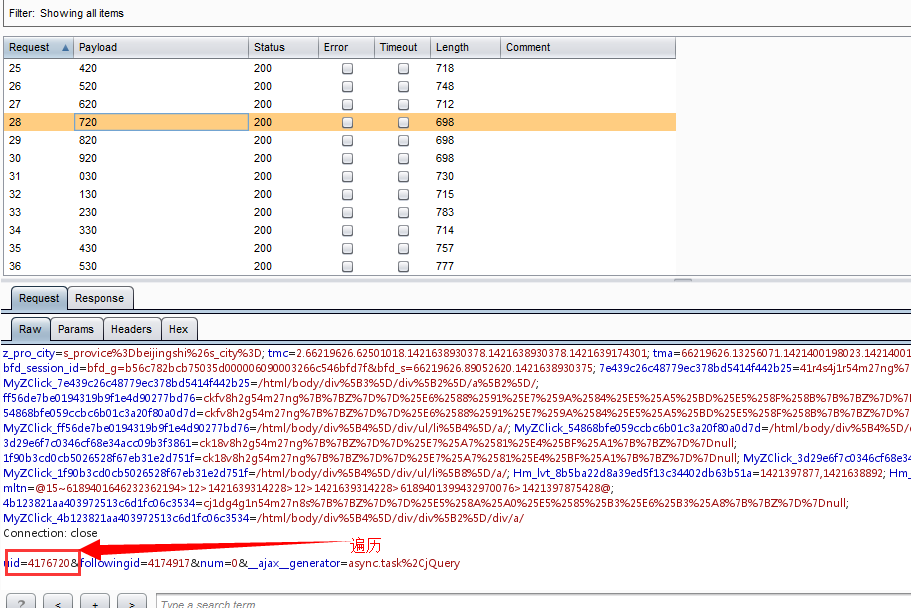 Filter: Showing all items
Request Payload Status Error Timeout Length Comment
25 420 200 718
26 520 200 748
27 620 200 712
28 720 200 698
29 820 200 698
30 920 200 698
31 030 200 730
32 130 200 715
33 230 200 783
34 330 200 714
35 430 200 757
36 530 200 777
Request Response
Raw Params Headers Hex
z_pro_city=s_provice%3Dbeijingshi%26s_city%3D; tmc=2.66219626.62501018.1421638930378.1421638930378.1421639174301; tma=66219626.13256071.1421400198023.14214001
bfd_session_id=bfd_g=b56c782bcb75035d000006090003266c546bfd7f&bfd_s=66219626.89052620.1421638930375; 7e439c26c48779ec378bd5414f442b25=41r4s4j1r54m27ng%7
MyZClick_7e439c26c48779ec378bd5414f442b25=/html/body/div%5B3%5D/div%5B2%5D/a%5B2%5D/;
ff56de7be0194319b9f1e4d90277bd76=ckfv8h2g54m27ng%7B%7BZ%7D%7D%25E6%2588%2591%25E7%259A%2584%25E5%25A5%25BD%25E5%258F%258B%7B%7BZ%7D%7D
54868bfe059ccbc6b01c3a20f80a0d7d=ckfv8h2g54m27ng%7B%7BZ%7D%7D%25E6%2588%2591%25E7%259A%2584%25E5%25A5%25BD%25E5%258F%258B%7B%7BZ%7D%7
MyZClick_ff56de7be0194319b9f1e4d90277bd76=/html/body/div%5B4%5D/div/ul/li%5B8%5D/a/; MyZClick_54868bfe059ccbc6b01c3a20f80a0d7d=/html/body/div%5B4%5D/
3d29e6f7c0346cf68e34acc09b3f3861=ck18v8h2g54m27ng%7B%7BZ%7D%7D%25E7%25A7%2581%25E4%25BF%25A1%7B%7BZ%7D%7Dnull;
1f90b3cd0cb5026528f67eb31e2d751f=ck18v8h2g54m27ng%7B%7BZ%7D%7D%25E7%25A7%2581%25E4%25BF%25A1%7B%7BZ%7D%7Dnull; MyZClick_3d29e6f7c0346cf68e34
MyZClick_1f90b3cd0cb5026528f67eb31e2d751f=/html/body/div%5B4%5D/div/ul/li%5B8%5D/a/; Hm_lvt_8b5ba22d8a39ed5f13c34402db63b51a=1421397877,1421638892; Hm_
mltn=@15~6189401646232362194>12>1421639314228>12>1421639314228>6189401399432970076>1421397875428@;
4b123821aa403972513c6d1fc06c3534=cj1dg4g1n54m27n8s%7B%7BZ%7D%7D%25E5%258A%25A0%25E5%2585%25B3%25E6%25B3%25A8%7B%7BZ%7D%7Dnull;
MyZClick_4b123821aa403972513c6d1fc06c3534=/html/body/div%5B4%5D/div/div%5B2%5D/div/a/
Connection: close
遍历
uid=4176720&followingid=4174917&num=0&__ajax__generator=async.task%2CjQuery
? < + > Type a search term